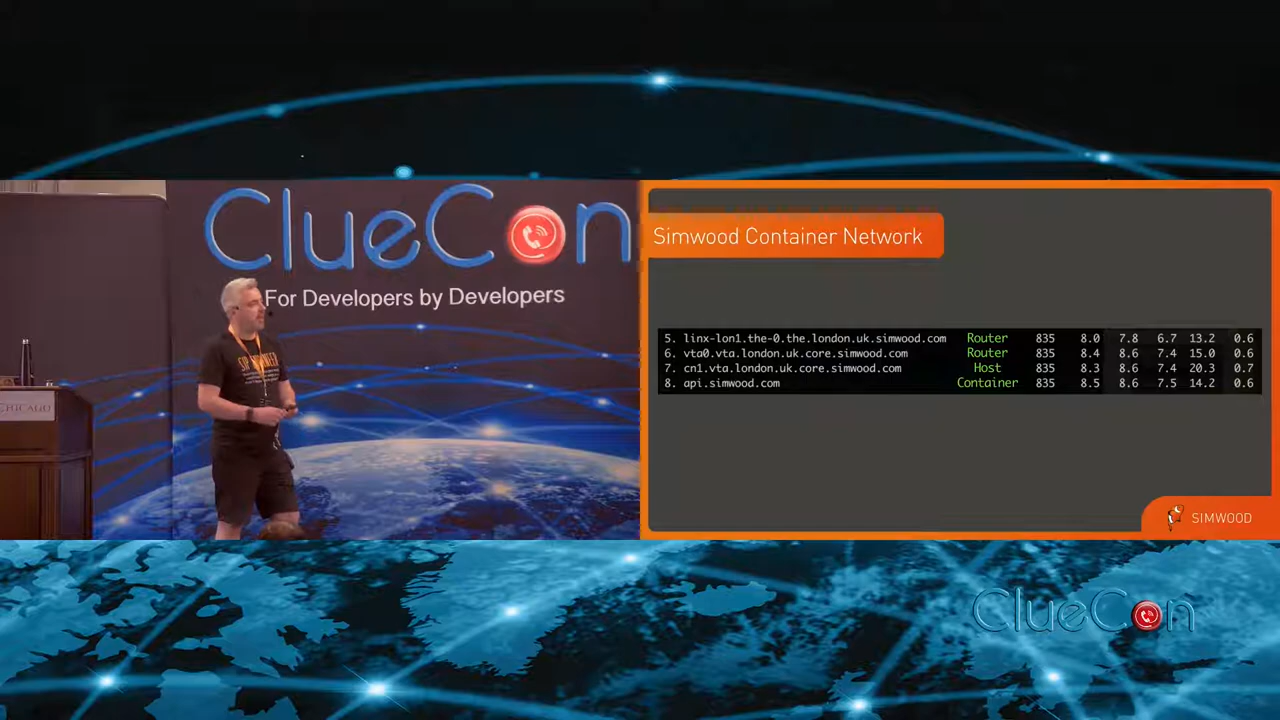 ClueCon
For Developers by Developers
CHICAGO
Simwood Container Network
5. linx-lon1.the-0.the.london.uk.simwood.com Router 835 8.0 7.8 6.7 13.2 0.6
6. vta0.vta.london.uk.core.simwood.com Router 835 8.4 8.6 7.4 15.0 0.6
7. cn1.vta.london.uk.core.simwood.com Host 835 8.3 8.6 7.4 20.3 0.7
8. api.simwood.com Container 835 8.5 8.6 7.5 14.2 0.6
SIMWOOD
ClueCon